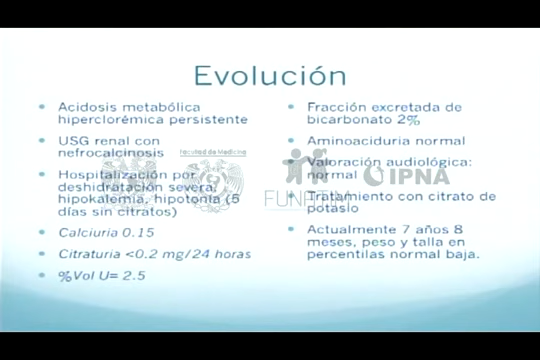 Evolución
Acidosis metabólica
hiperclorémica persistente
USG renal con
nefrocalcinosis
Hospitalización por
deshidratación severa,
hipokalemia, hipotonía (5
días sin citratos)
Calciuria 0.15
Citraturia <0.2 mg/24 horas
%Vol U= 2.5
Fracción excretada de
bicarbonato 2%
Aminoaciduria normal
Valoración audiológica:
normal
Tratamiento con citrato de
potasio
Actualmente 7 años 8
meses, peso y talla en
percentilas normal baja.
Facultad de Medicina
IPNA